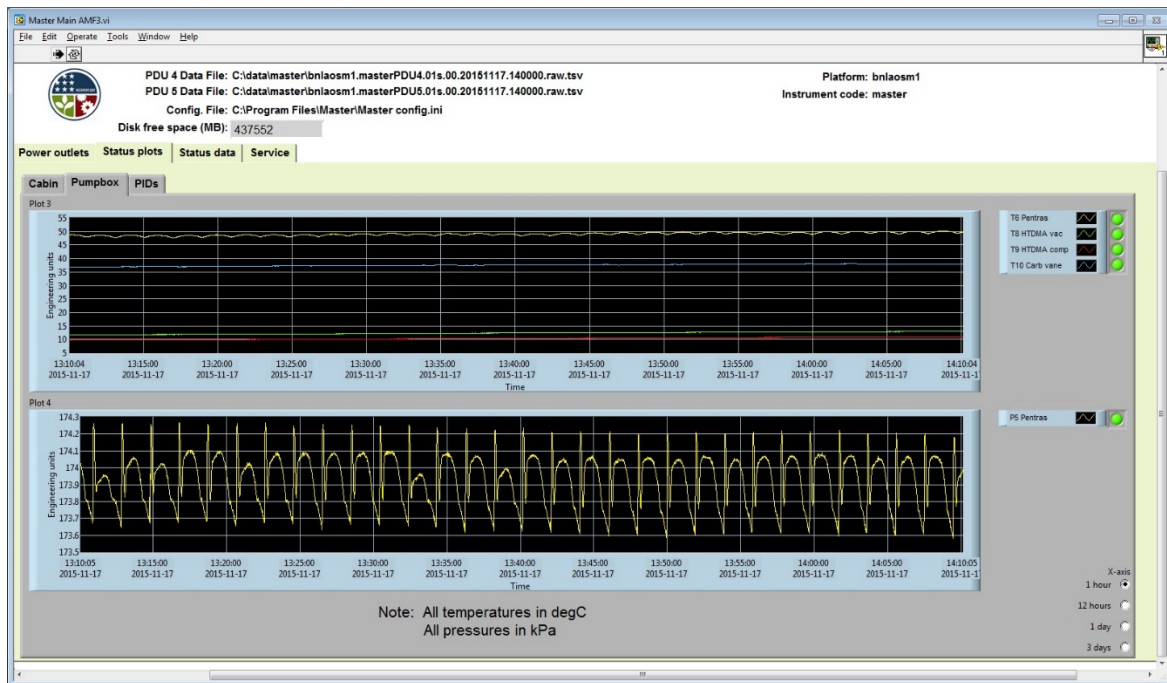 Master Main AMF3.vi
File Edit Operate Tools Window Help
PDU 4 Data File: C:\data\master\bnlaosm1.masterPDU4.01s.00.20151117.140000.raw.tsv
PDU 5 Data File: C:\data\master\bnlaosm1.masterPDU5.01s.00.20151117.140000.raw.tsv
Config. File: C:\Program Files\Master\Master config.ini
Disk free space (MB): 437552
Platform: bnlaosm1
Instrument code: master
Power outlets Status plots Status data Service
Cabin Pumpbox PIDs
Plot 3
Engineering units
55
50
45
40
35
30
25
20
15
10
5
13:10:04 13:15:00 13:20:00 13:25:00 13:30:00 13:35:00 13:40:00 13:45:00 13:50:00 13:55:00 14:00:00 14:05:00 14:10:04
2015-11-17 2015-11-17 2015-11-17 2015-11-17 2015-11-17 2015-11-17 2015-11-17 2015-11-17 2015-11-17 2015-11-17 2015-11-17 2015-11-17 2015-11-1
Time
T6 Pentras
T8 HTDMA vac
T9 HTDMA comp
T10 Carb vane
Plot 4
Engineering units
174.3
174.2
174.1
174
173.9
173.8
173.7
173.6
173.5
13:10:05 13:15:00 13:20:00 13:25:00 13:30:00 13:35:00 13:40:00 13:45:00 13:50:00 13:55:00 14:00:00 14:05:00 14:10:05
2015-11-17 2015-11-17 2015-11-17 2015-11-17 2015-11-17 2015-11-17 2015-11-17 2015-11-17 2015-11-17 2015-11-17 2015-11-17 2015-11-17 2015-11-1
Time
P5 Pentras
X-axis
1 hour
12 hours
1 day
3 days
Note: All temperatures in degC
All pressures in kPa